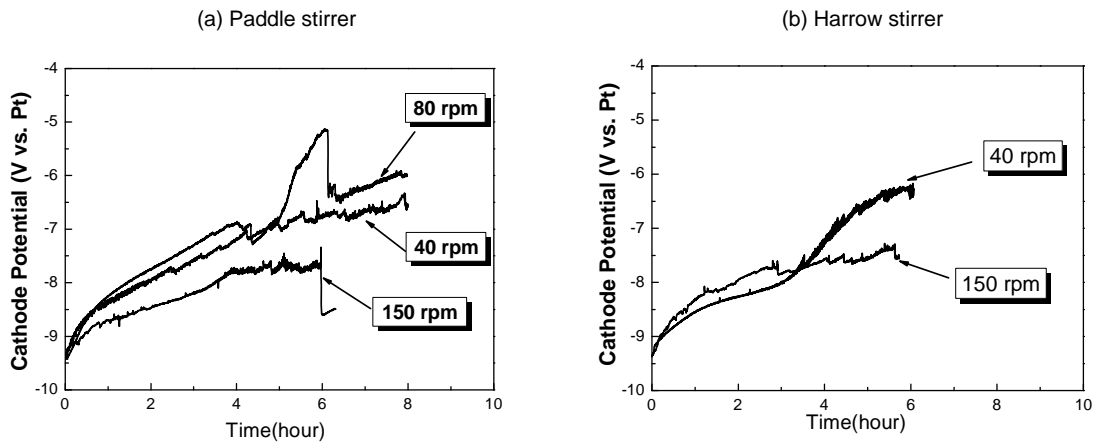 (a) Paddle stirrer
Cathode Potential (V vs. Pt)
-4
-5
-6
-7
-8
-9
-10
0
2
4
6
8
10
Time(hour)
80 rpm
40 rpm
150 rpm
(b) Harrow stirrer
Cathode Potential (V vs. Pt)
-4
-5
-6
-7
-8
-9
-10
0
2
4
6
8
10
Time(hour)
40 rpm
150 rpm